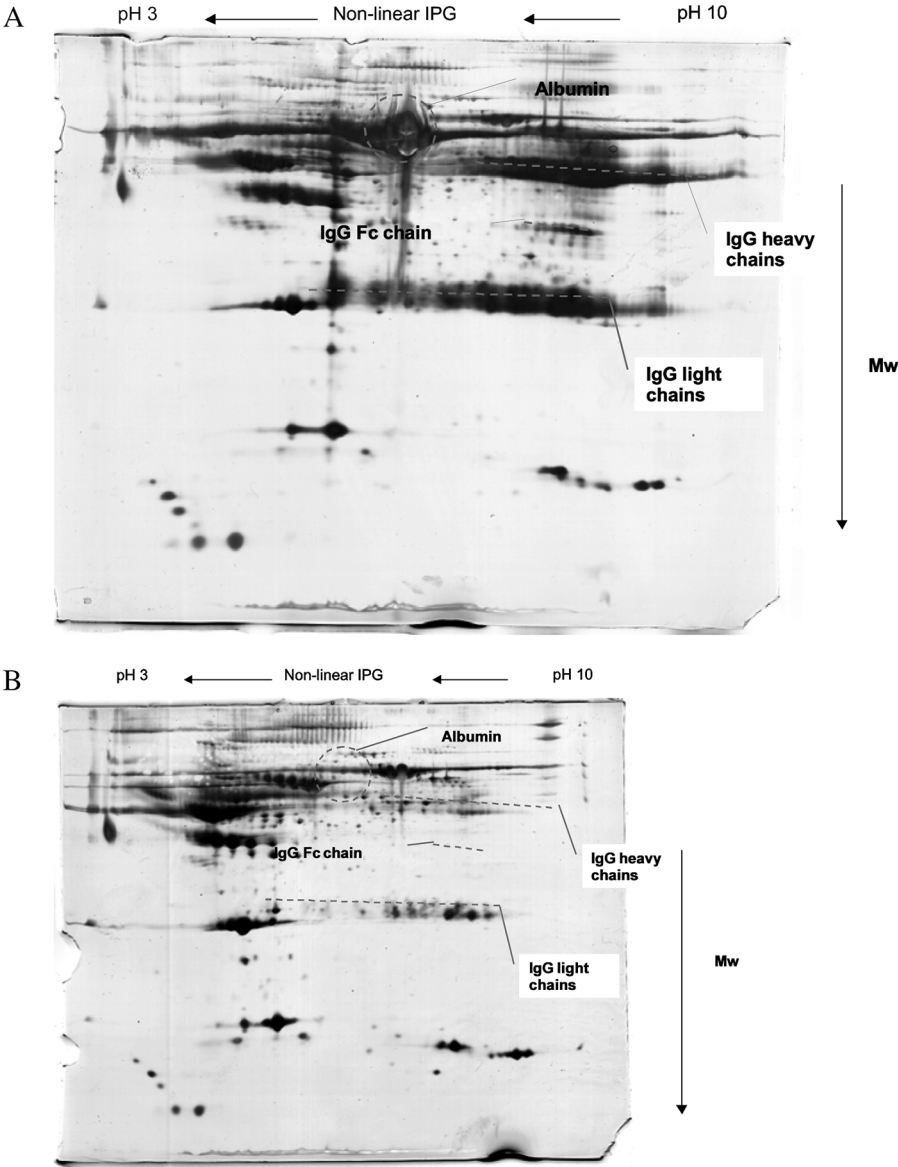 A
pH 3
Non-linear IPG
pH 10
Albumin
IgG Fc chain
IgG heavy
chains
IgG light
chains
Mw
B
pH 3
Non-linear IPG
pH 10
Albumin
IgG Fc chain
IgG heavy
chains
IgG light
chains
Mw